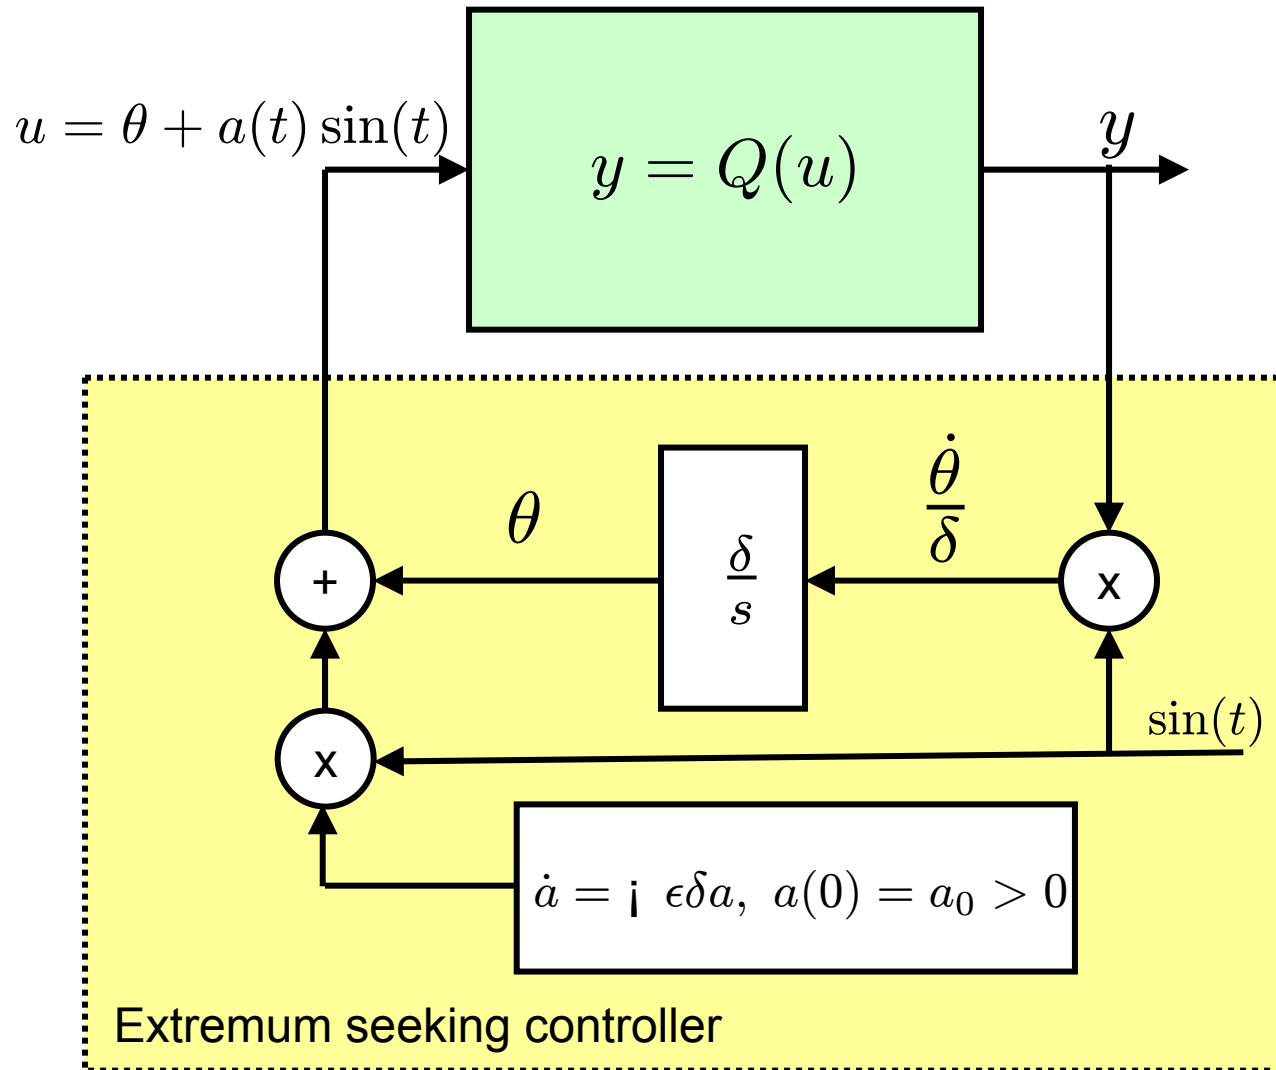 u = θ + a(t) sin(t)
y = Q(u)
y
θ
δ/s
θ̇/δ
+
x
sin(t)
x
ȧ = ¡ ϵδa, a(0) = a₀ > 0
Extremum seeking controller